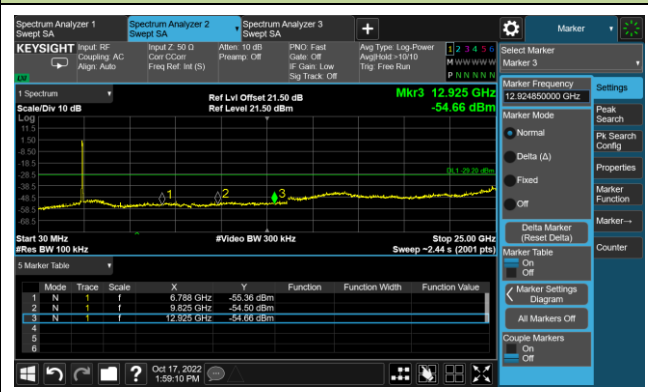 Spectrum Analyzer 1
Swept SA
Spectrum Analyzer 2
Swept SA
Spectrum Analyzer 3
Swept SA
+
Marker
KEYSIGHT
Input: RF
Coupling: AC
Align: Auto
Input Z: 50 Ω
Corr CCorr
Freq Ref: Int (S)
Atten: 10 dB
Preamp: Off
PNO: Fast
Gate: Off
IF Gain: Low
Sig Track: Off
Avg Type: Log-Power
Avg|Hold:>10/10
Trig: Free Run
1 2 3 4 5 6
M W W W W W
P N N N N N
Select Marker
Marker 3
1 Spectrum
Scale/Div 10 dB
Ref Lvl Offset 21.50 dB
Ref Level 21.50 dBm
Mkr3 12.925 GHz
-54.66 dBm
Log
11.5
1.50
-8.50
-18.5
-28.5
-38.5
-48.5
-58.5
-68.5
DL1 -29.20 dBm
1
2
3
Start 30 MHz
#Res BW 100 kHz
#Video BW 300 kHz
Stop 25.00 GHz
Sweep ~2.44 s (2001 pts)
5 Marker Table
Mode Trace Scale X Y Function Function Width Function Value
1 N 1 f 6.788 GHz -55.36 dBm
2 N 1 f 9.825 GHz -54.50 dBm
3 N 1 f 12.925 GHz -54.66 dBm
4
5
6
Marker Frequency
12.924850000 GHz
Marker Mode
Normal
Delta (Δ)
Fixed
Off
Delta Marker
(Reset Delta)
Marker Table
On
Off
Marker Settings
Diagram
All Markers Off
Couple Markers
On
Off
Settings
Peak
Search
Pk Search
Config
Properties
Marker
Function
Marker→
Counter
?
Oct 17, 2022
1:59:10 PM